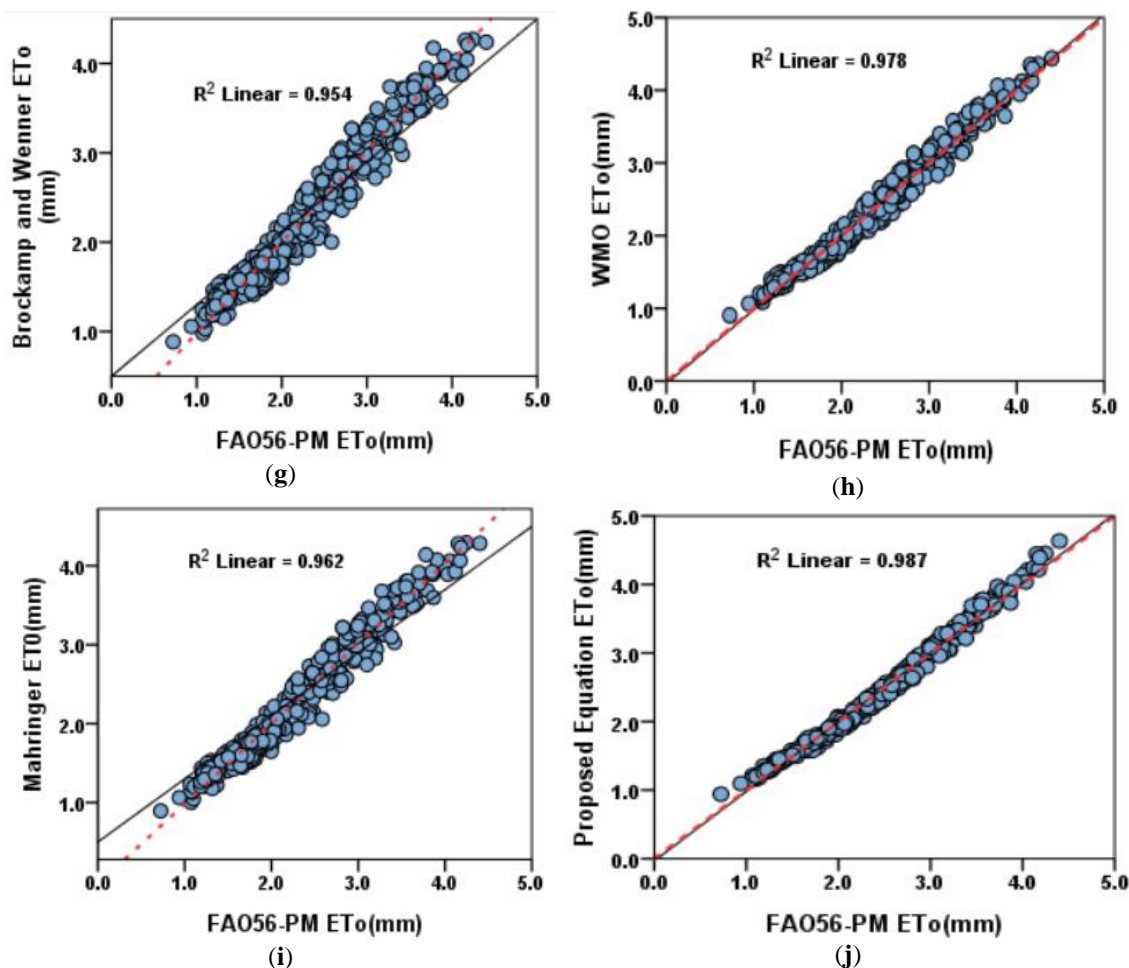 Brockamp and Wenner ETo
(mm)
R² Linear = 0.954
4.0
3.0
2.0
1.0
0.0 1.0 2.0 3.0 4.0 5.0
FAO56-PM ETo(mm)
(g)
WMO ETo(mm)
R² Linear = 0.978
5.0
4.0
3.0
2.0
1.0
0.0
0.0 1.0 2.0 3.0 4.0 5.0
FAO56-PM ETo(mm)
(h)
Mahringer ET0(mm)
R² Linear = 0.962
4.0
3.0
2.0
1.0
0.0 1.0 2.0 3.0 4.0 5.0
FAO56-PM ETo(mm)
(i)
Proposed Equation ETo(mm)
R² Linear = 0.987
5.0
4.0
3.0
2.0
1.0
0.0
0.0 1.0 2.0 3.0 4.0 5.0
FAO56-PM ETo(mm)
(j)